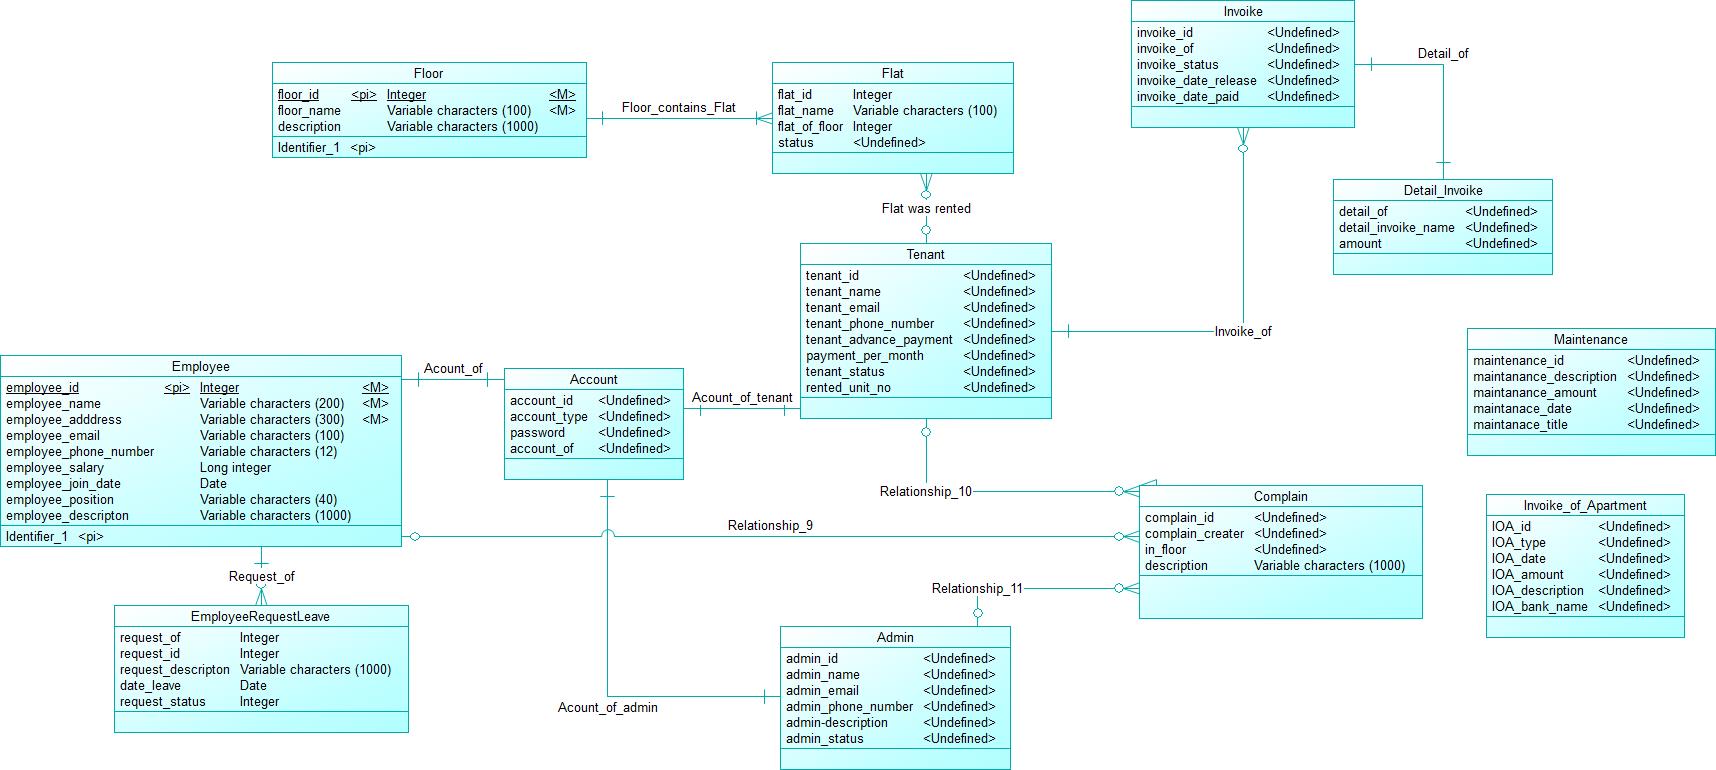 Invoike
invoike_id <Undefined>
invoike_of <Undefined>
invoike_status <Undefined>
invoike_date_release <Undefined>
invoike_date_paid <Undefined>
Detail_of
Floor
floor_id <pi> Integer <M>
floor_name Variable characters (100) <M>
description Variable characters (1000)
Identifier_1 <pi>
Floor_contains_Flat
Flat
flat_id Integer
flat_name Variable characters (100)
flat_of_floor Integer
status <Undefined>
Flat was rented
Detail_Invoike
detail_of <Undefined>
detail_invoike_name <Undefined>
amount <Undefined>
Tenant
tenant_id <Undefined>
tenant_name <Undefined>
tenant_email <Undefined>
tenant_phone_number <Undefined>
tenant_advance_payment <Undefined>
payment_per_month <Undefined>
tenant_status <Undefined>
rented_unit_no <Undefined>
Invoike_of
Maintenance
maintenance_id <Undefined>
maintanance_description <Undefined>
maintanance_amount <Undefined>
maintanace_date <Undefined>
maintanace_title <Undefined>
Employee
employee_id <pi> Integer <M>
employee_name Variable characters (200) <M>
employee_adddress Variable characters (300) <M>
employee_email Variable characters (100)
employee_phone_number Variable characters (12)
employee_salary Long integer
employee_join_date Date
employee_position Variable characters (40)
employee_descripton Variable characters (1000)
Identifier_1 <pi>
Acount_of
Account
account_id <Undefined>
account_type <Undefined>
password <Undefined>
account_of <Undefined>
Acount_of_tenant
Relationship_10
Complain
complain_id <Undefined>
complain_creater <Undefined>
in_floor <Undefined>
description Variable characters (1000)
Invoike_of_Apartment
IOA_id <Undefined>
IOA_type <Undefined>
IOA_date <Undefined>
IOA_amount <Undefined>
IOA_description <Undefined>
IOA_bank_name <Undefined>
Relationship_9
Request_of
Relationship_11
EmployeeRequestLeave
request_of Integer
request_id Integer
request_descripton Variable characters (1000)
date_leave Date
request_status Integer
Acount_of_admin
Admin
admin_id <Undefined>
admin_name <Undefined>
admin_email <Undefined>
admin_phone_number <Undefined>
admin-description <Undefined>
admin_status <Undefined>